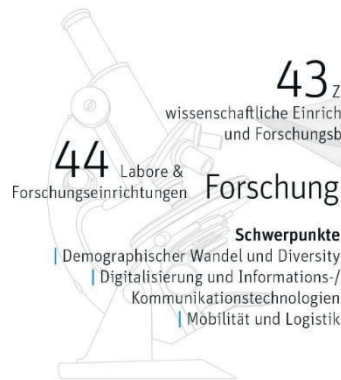 43 Z
wissenschaftliche Einrich
und Forschungsb
44 Labore &
Forschungseinrichtungen
Forschung
Schwerpunkte
| Demographischer Wandel und Diversity
| Digitalisierung und Informations-/
Kommunikationstechnologien
| Mobilität und Logistik